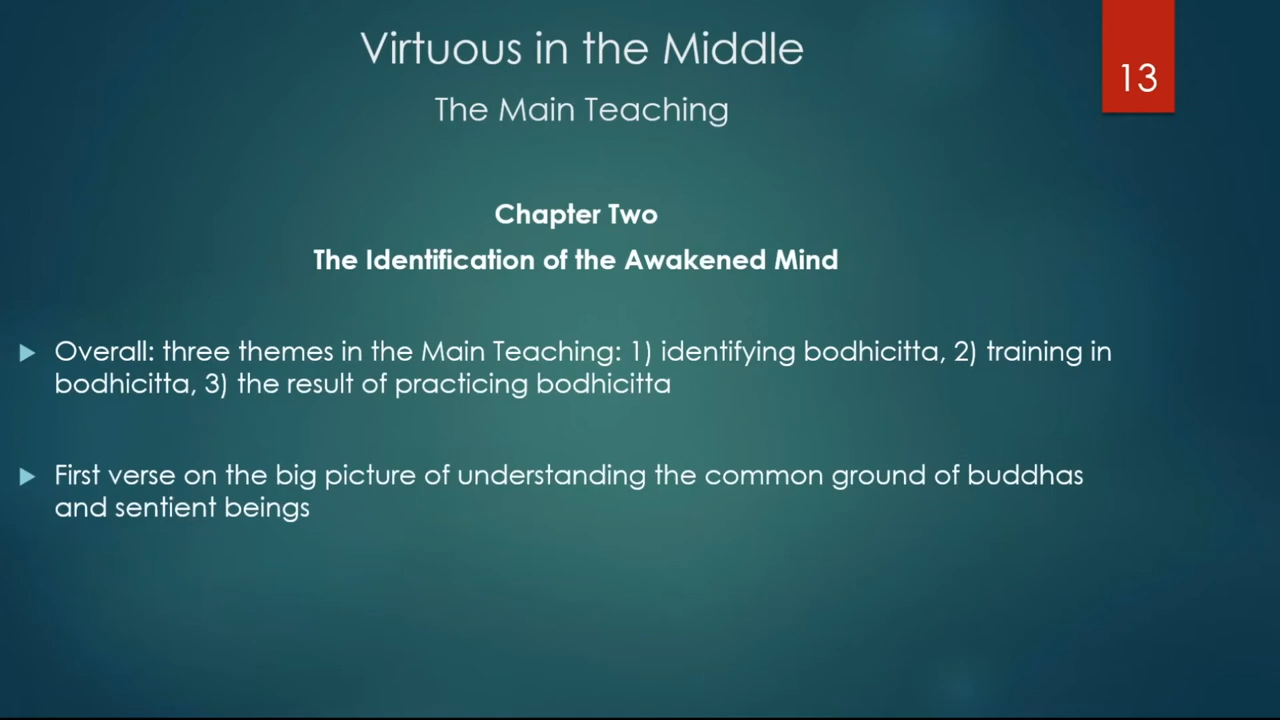 Virtuous in the Middle
13
The Main Teaching
Chapter Two
The Identification of the Awakened Mind
Overall: three themes in the Main Teaching: 1) identifying bodhicitta, 2) training in
bodhicitta, 3) the result of practicing bodhicitta
First verse on the big picture of understanding the common ground of buddhas
and sentient beings